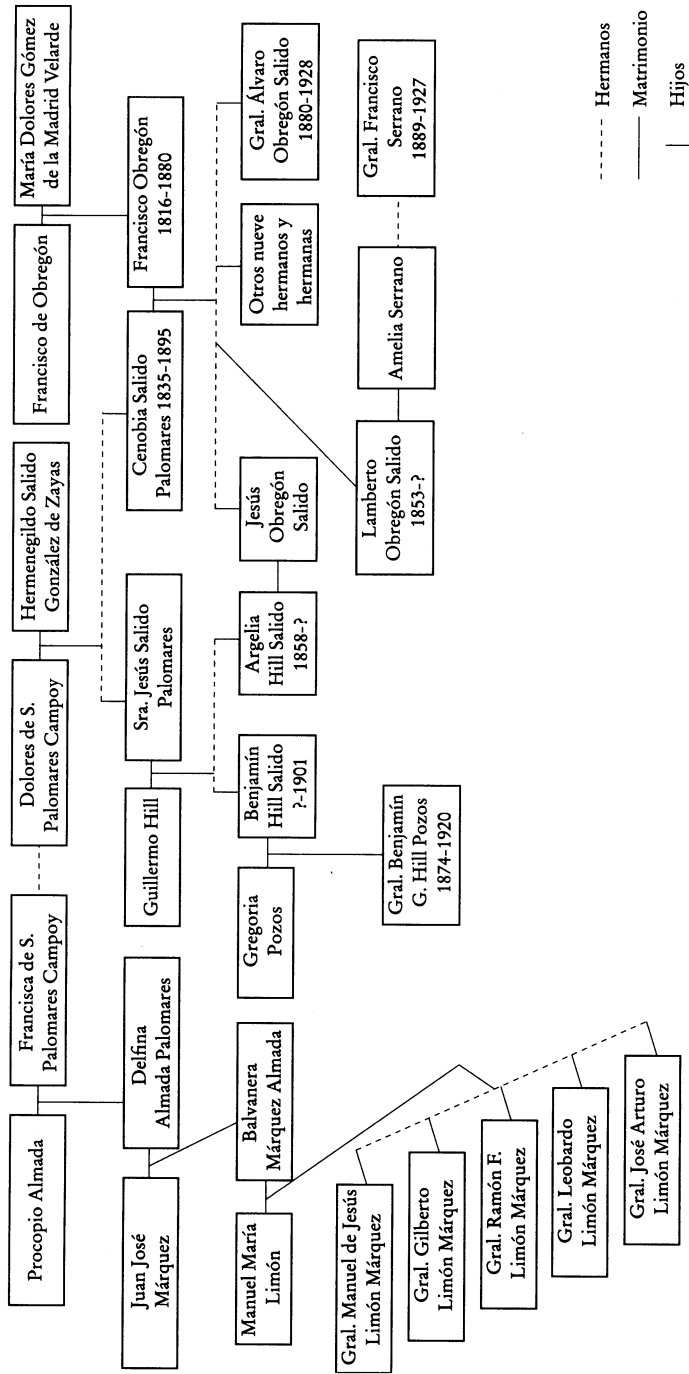 Procopio Almada
Francisca de S.
Palomares Campoy
Dolores de S.
Palomares Campoy
Hermenegildo Salido
González de Zayas
Francisco de Obregón
María Dolores Gómez
de la Madrid Velarde
Juan José
Márquez
Delfina
Almada Palomares
Guillermo Hill
Sra. Jesús Salido
Palomares
Cenobia Salido
Palomares 1835-1895
Francisco Obregón
1816-1880
Manuel María
Limón
Balvanera
Márquez Almada
Gregoria
Pozos
Benjamín
Hill Salido
?-1901
Argelia
Hill Salido
1858-?
Jesús
Obregón
Salido
Otros nueve
hermanos y
hermanas
Gral. Álvaro
Obregón Salido
1880-1928
Gral. Manuel de Jesús
Limón Márquez
Gral. Gilberto
Limón Márquez
Gral. Ramón F.
Limón Márquez
Gral. Leobardo
Limón Márquez
Gral. José Arturo
Limón Márquez
Gral. Benjamín
G. Hill Pozos
1874-1920
Lamberto
Obregón Salido
1853-?
Amelia Serrano
Gral. Francisco
Serrano
1889-1927
Hermanos
Matrimonio
Hijos